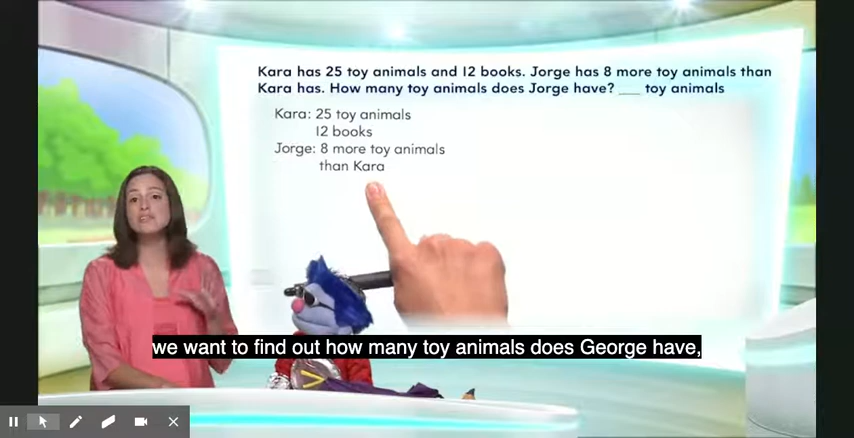 Kara has 25 toy animals and 12 books. Jorge has 8 more toy animals than
Kara has. How many toy animals does Jorge have? ___ toy animals
Kara: 25 toy animals
12 books
Jorge: 8 more toy animals
than Kara
we want to find out how many toy animals does George have,